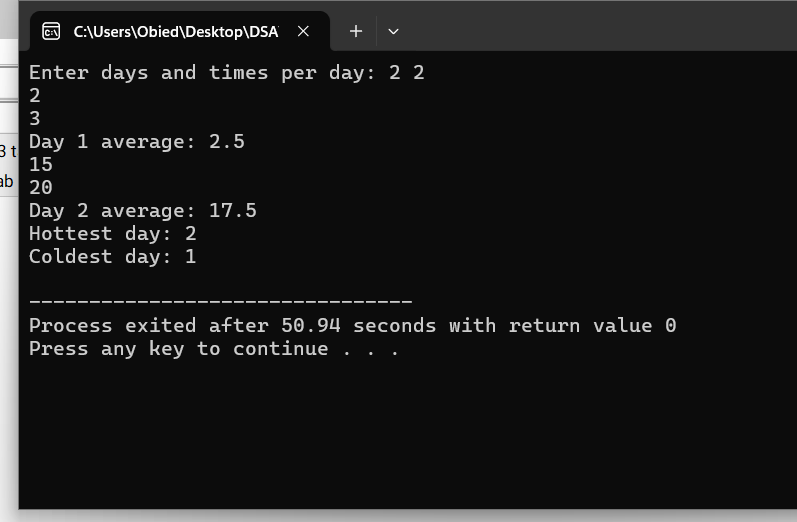 C:\Users\Obied\Desktop\DSA
Enter days and times per day: 2 2
2
3
Day 1 average: 2.5
15
20
Day 2 average: 17.5
Hottest day: 2
Coldest day: 1
--------------------------------
Process exited after 50.94 seconds with return value 0
Press any key to continue . . .
3 t
ab